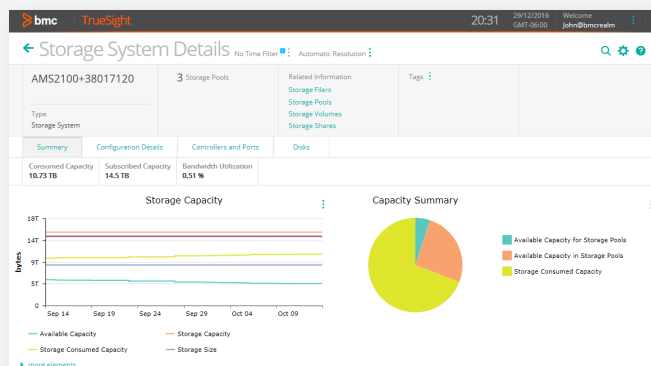 bmc TrueSight 20:31 29/12/2016 GMT-06:00 Welcome John@bmcrealm
Storage System Details No Time Filter Automatic Resolution
AMS2100+38017120
Type
Storage System
3 Storage Pools
Related Information
Storage Filers
Storage Pools
Storage Volumes
Storage Shares
Tags
Summary Configuration Details Controllers and Ports Disks
Consumed Capacity Subscribed Capacity Bandwidth Utilization
10.73 TB 14.5 TB 0.51 %
Storage Capacity
bytes
18T
14T
9T
5T
0
Sep 14 Sep 19 Sep 24 Sep 29 Oct 04 Oct 09
Available Capacity Storage Capacity
Storage Consumed Capacity Storage Size
more elements
Capacity Summary
Available Capacity for Storage Pools
Available Capacity in Storage Pools
Storage Consumed Capacity